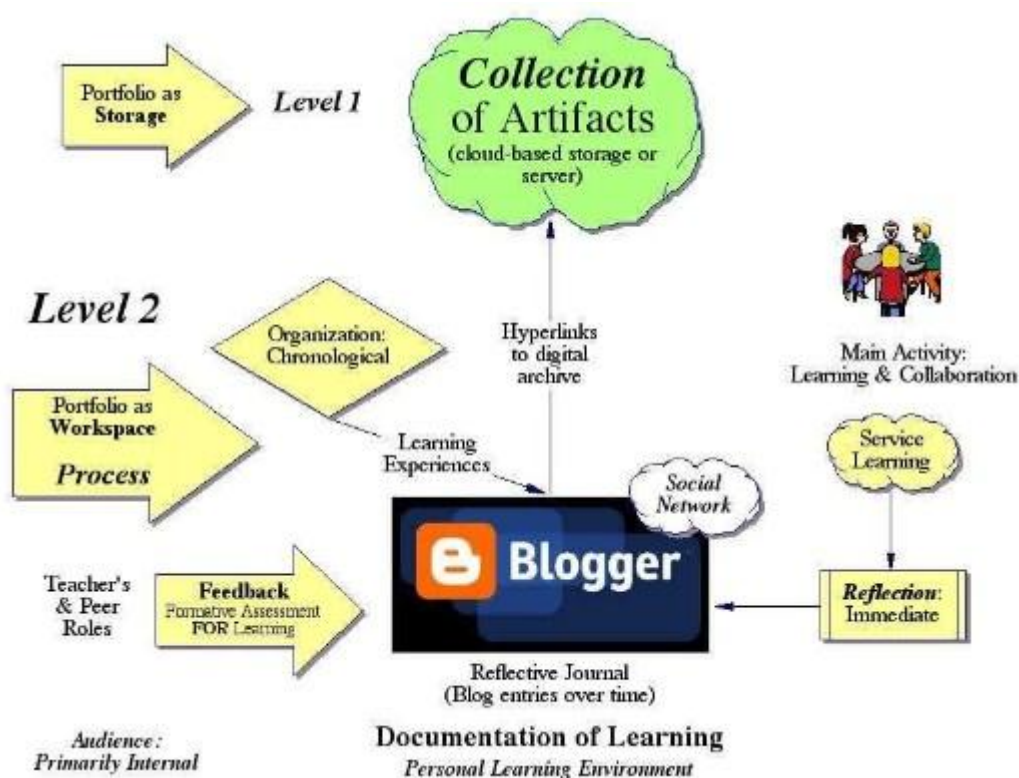 Portfolio as
Storage
Level 1
Collection
of Artifacts
(cloud-based storage or
server)
Level 2
Organization:
Chronological
Hyperlinks
to digital
archive
Main Activity:
Learning & Collaboration
Portfolio as
Workspace
Process
Learning
Experiences
Service
Learning
Social
Network
Blogger
Teacher's
& Peer
Roles
Feedback
Formative Assessment
FOR Learning
Reflection:
Immediate
Reflective Journal
(Blog entries over time)
Audience:
Primarily Internal
Documentation of Learning
Personal Learning Environment